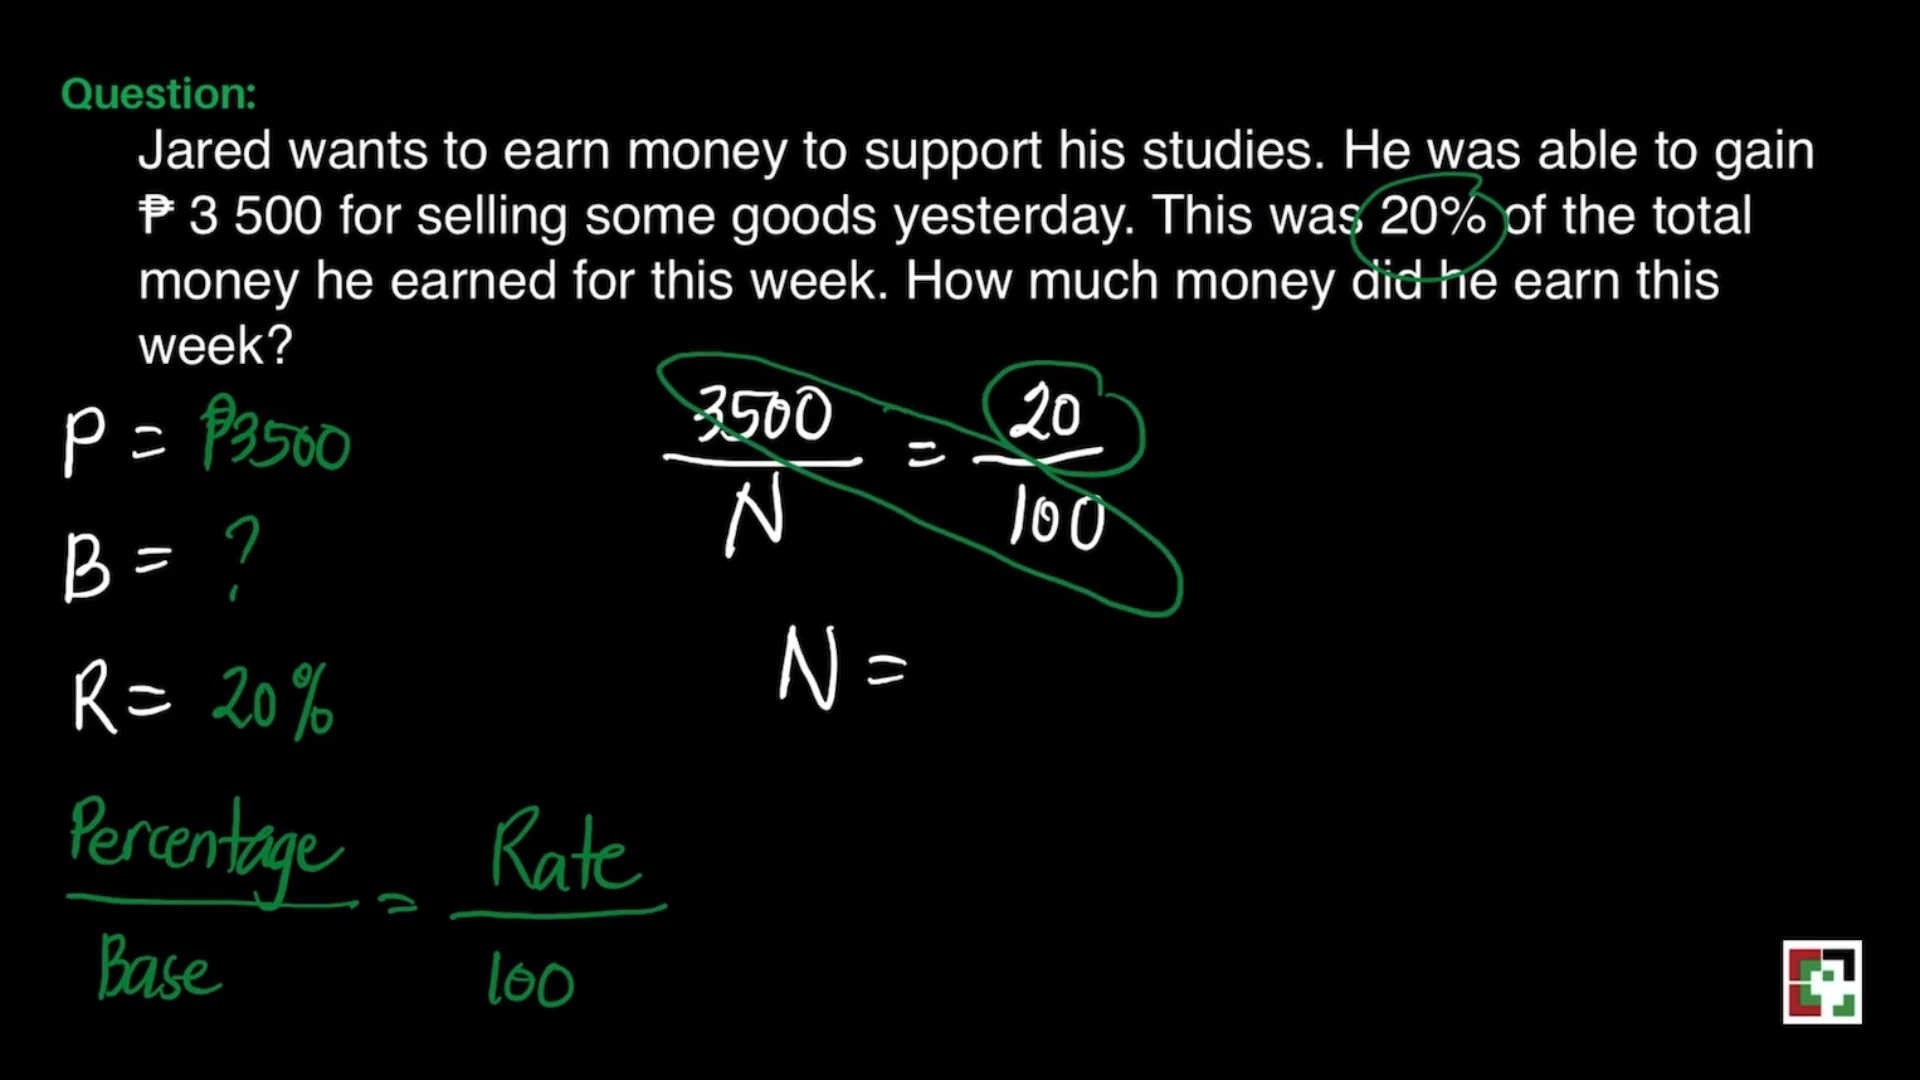 Question:
Jared wants to earn money to support his studies. He was able to gain
₱ 3 500 for selling some goods yesterday. This was 20% of the total
money he earned for this week. How much money did he earn this
week?
P = ₱3500
B = ?
R = 20%
3500 / N = 20 / 100
N =
Percentage / Base = Rate / 100